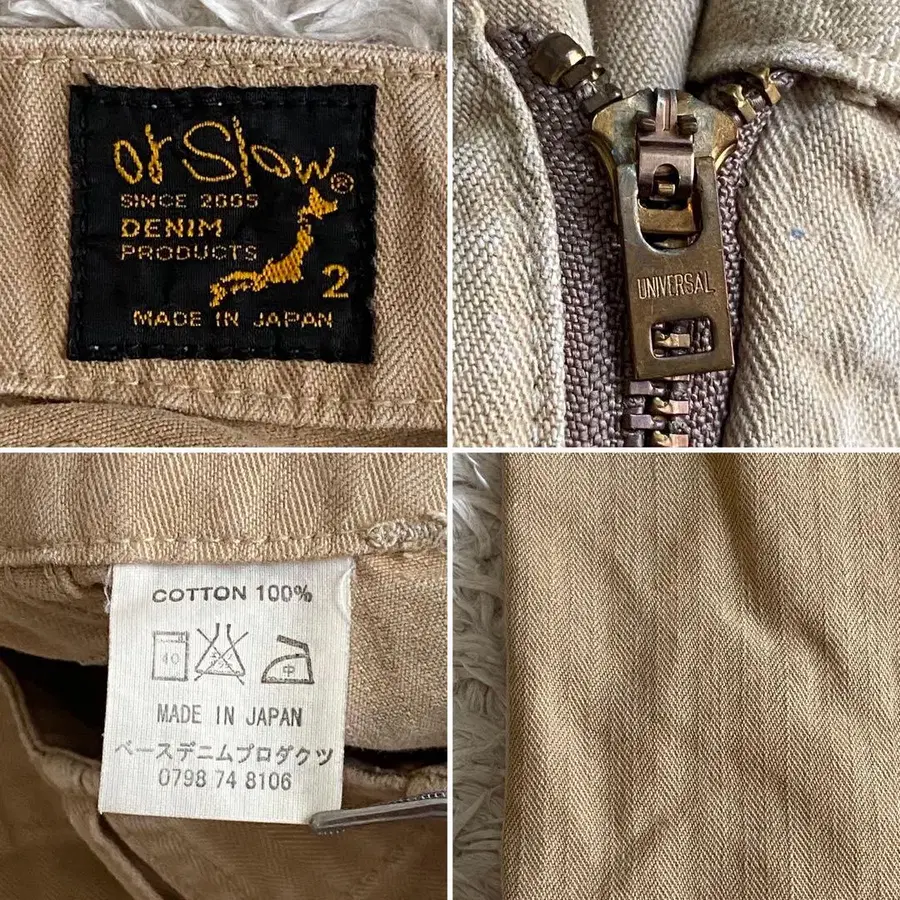 or Slow
®
SINCE 2005
DENIM
PRODUCTS
2
MADE IN JAPAN
UNIVERSAL
COTTON 100%
40
中
MADE IN JAPAN
ベースデニムプロダクツ
0798 74 8106